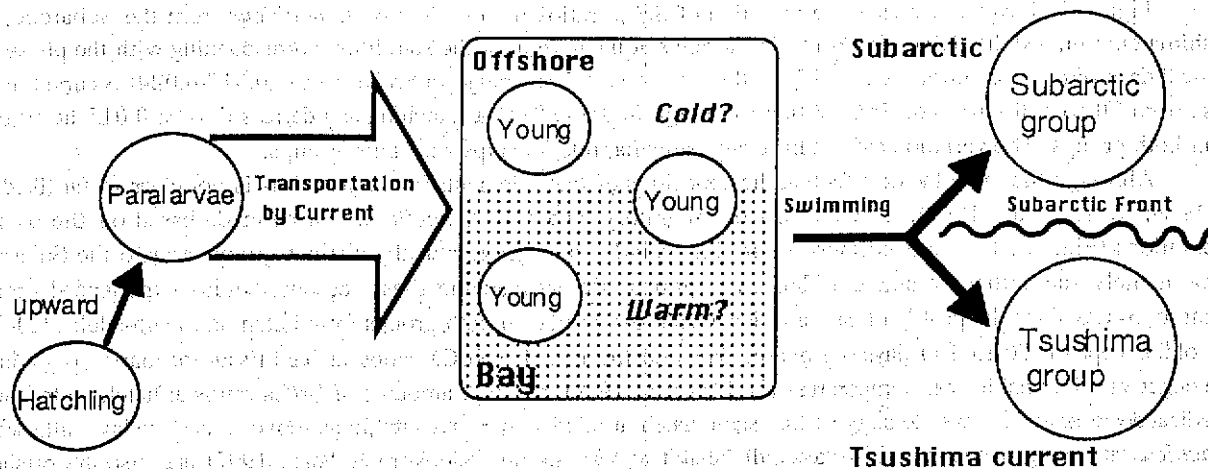 Hatchling
upward
Paralarvae
Transportation
by Current
Offshore
Young
Cold?
Young
Young
Warm?
Bay
Swimming
Subarctic
Subarctic
group
Subarctic Front
Tsushima
group
Tsushima current